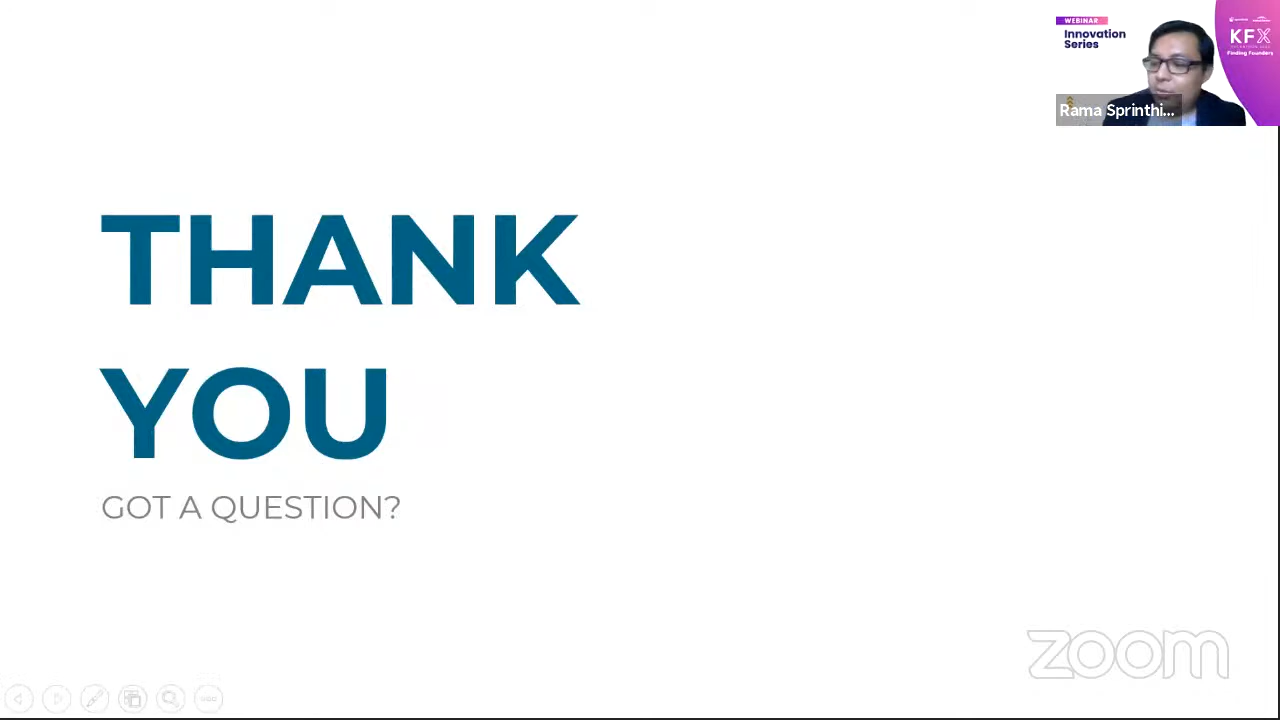 WEBINAR
Innovation
Series
KFX
Finding Founders
Rama Sprinthi...
THANK
YOU
GOT A QUESTION?
zoom